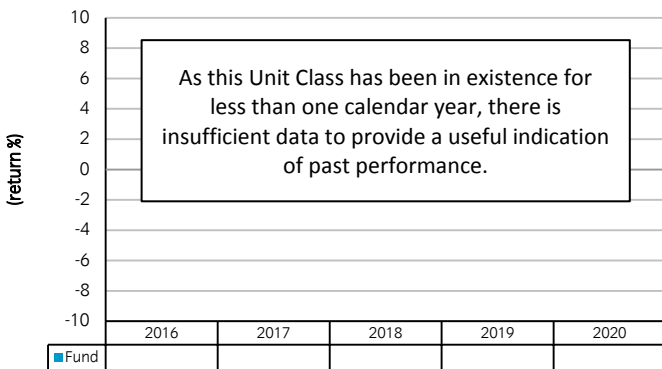 10
8
6
4
2
0
-2
-4
-6
-8
-10
(return %)
As this Unit Class has been in existence for
less than one calendar year, there is
insufficient data to provide a useful indication
of past performance.
2016 2017 2018 2019 2020
Fund